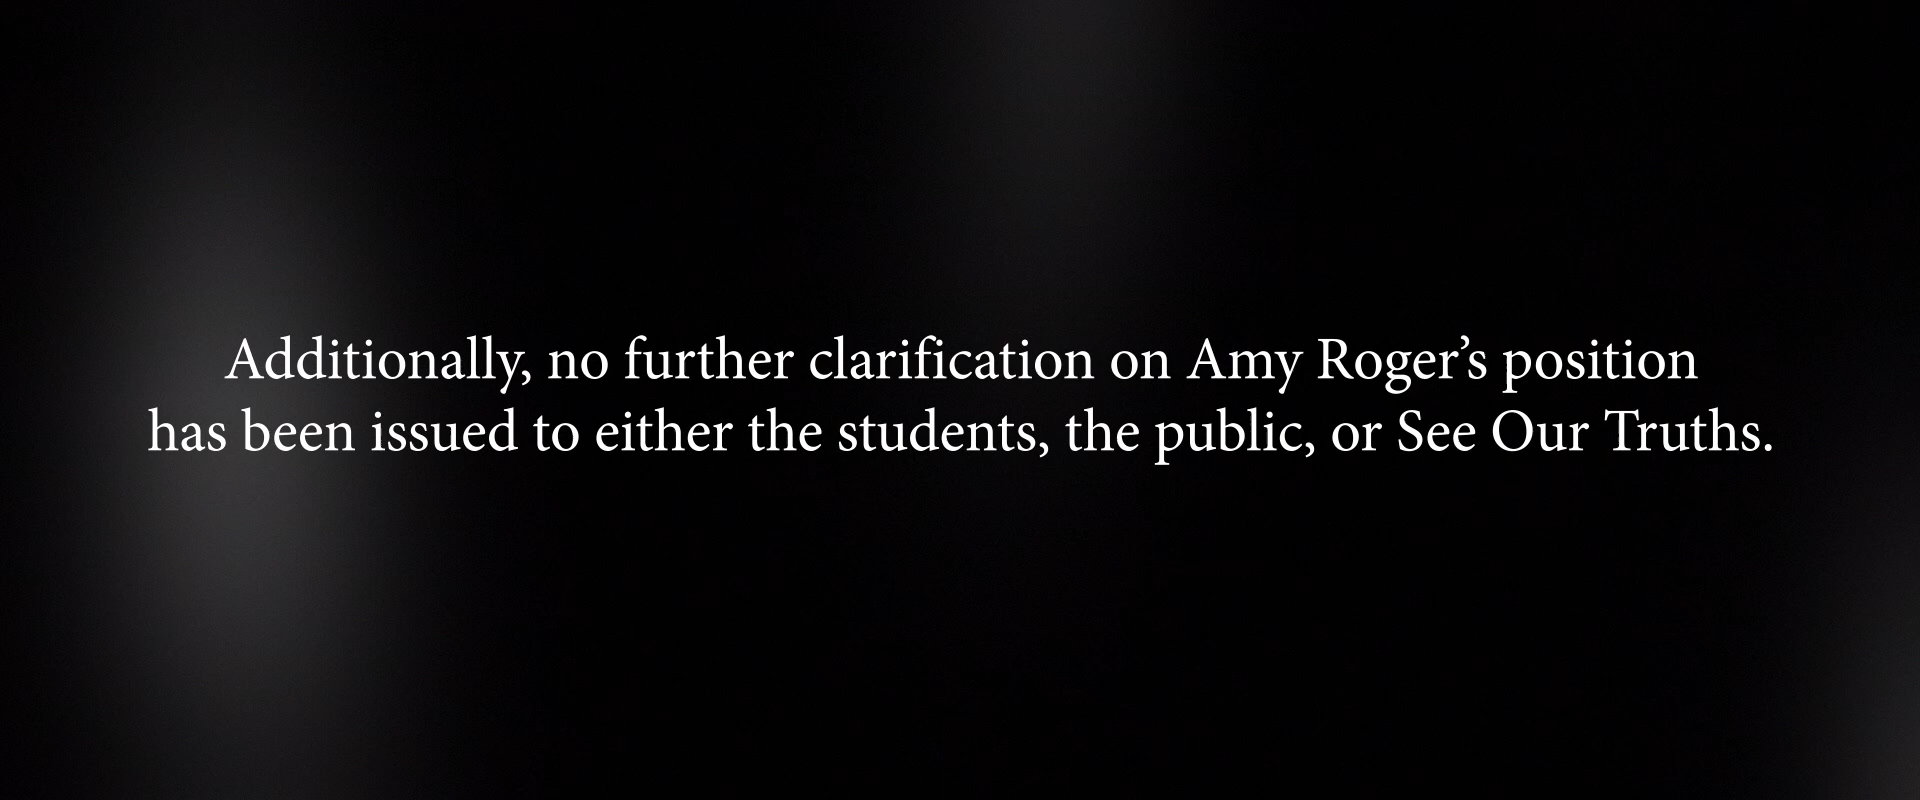 Additionally, no further clarification on Amy Roger’s position
has been issued to either the students, the public, or See Our Truths.